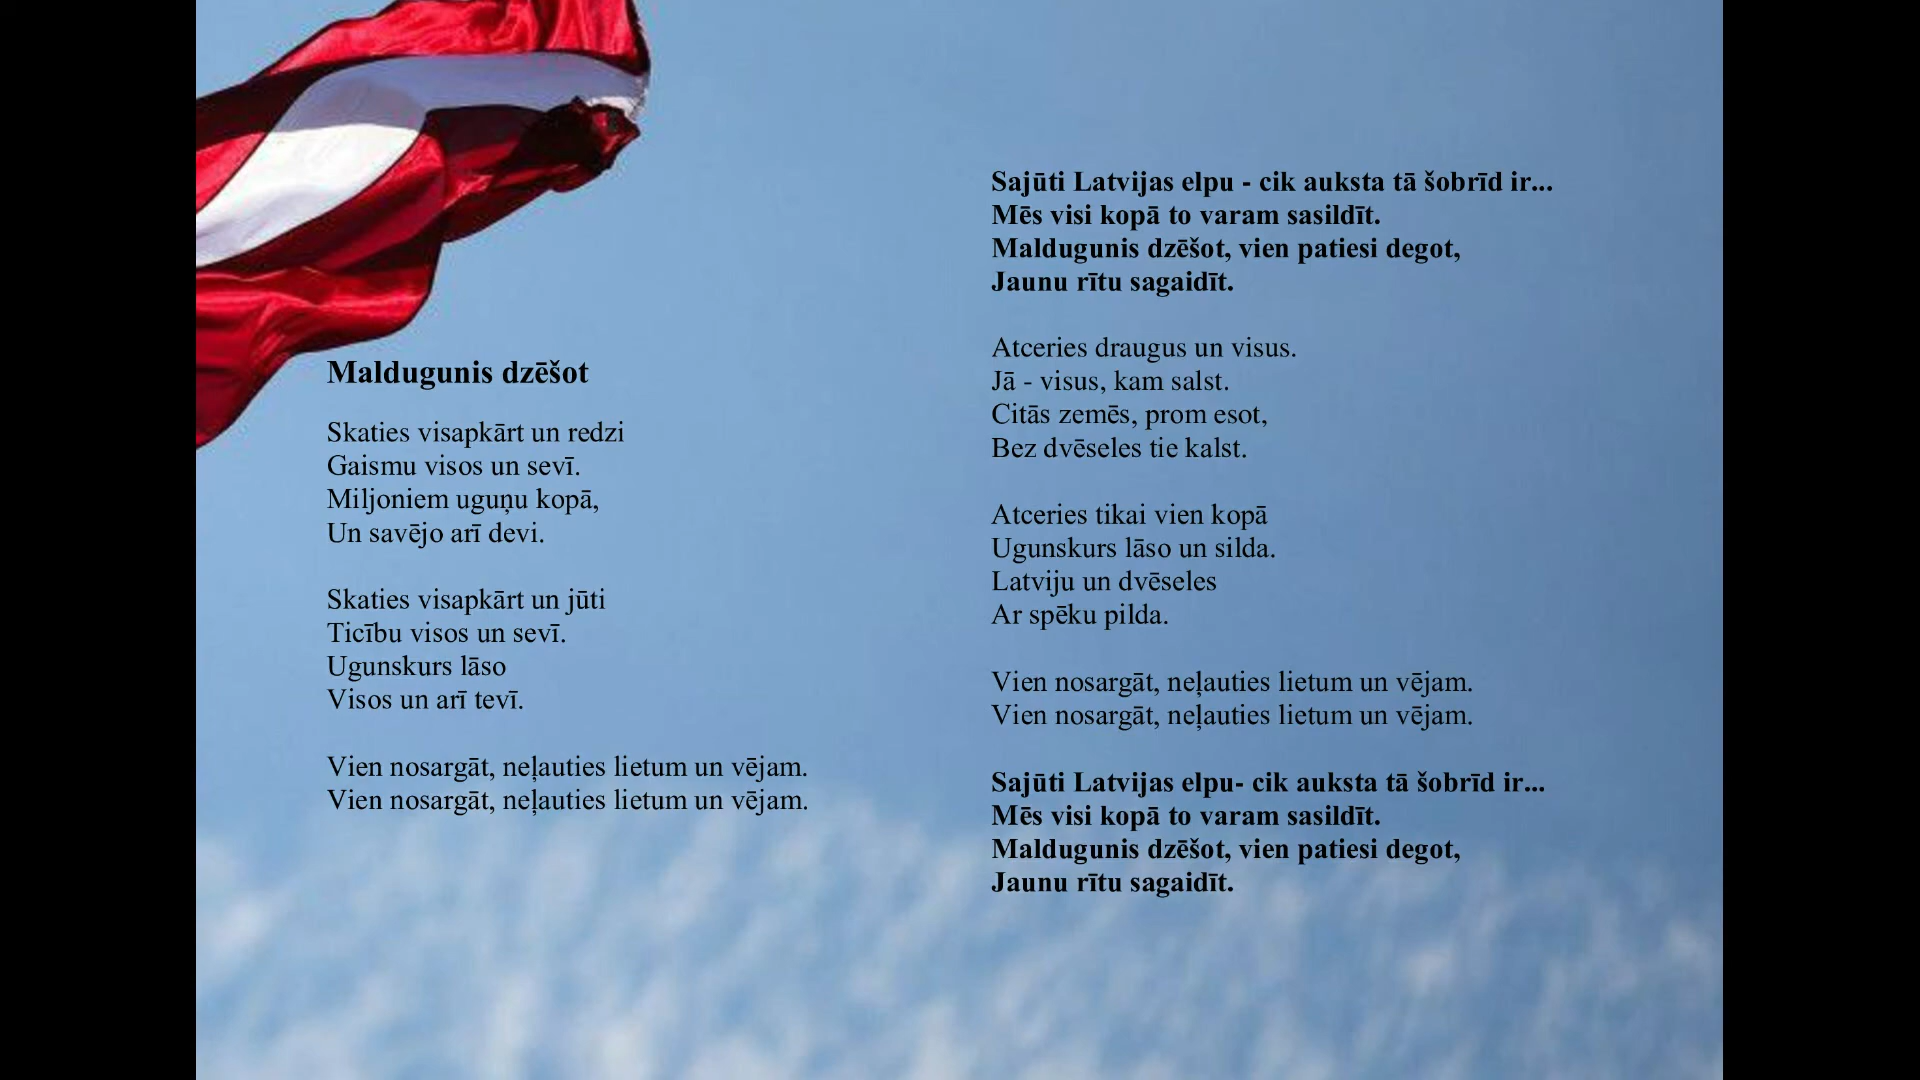 Maldugunis dzēšot
Skaties visapkārt un redzi
Gaismu visos un sevī.
Miljoniem uguņu kopā,
Un savējo arī devi.
Skaties visapkārt un jūti
Ticību visos un sevī.
Ugunskurs lāso
Visos un arī tevī.
Vien nosargāt, neļauties lietum un vējam.
Vien nosargāt, neļauties lietum un vējam.
Sajūti Latvijas elpu - cik auksta tā šobrīd ir...
Mēs visi kopā to varam sasildīt.
Maldugunis dzēšot, vien patiesi degot,
Jaunu rītu sagaidīt.
Atceries draugus un visus.
Jā - visus, kam salst.
Citās zemēs, prom esot,
Bez dvēseles tie kalst.
Atceries tikai vien kopā
Ugunskurs lāso un silda.
Latviju un dvēseles
Ar spēku pilda.
Vien nosargāt, neļauties lietum un vējam.
Vien nosargāt, neļauties lietum un vējam.
Sajūti Latvijas elpu- cik auksta tā šobrīd ir...
Mēs visi kopā to varam sasildīt.
Maldugunis dzēšot, vien patiesi degot,
Jaunu rītu sagaidīt.